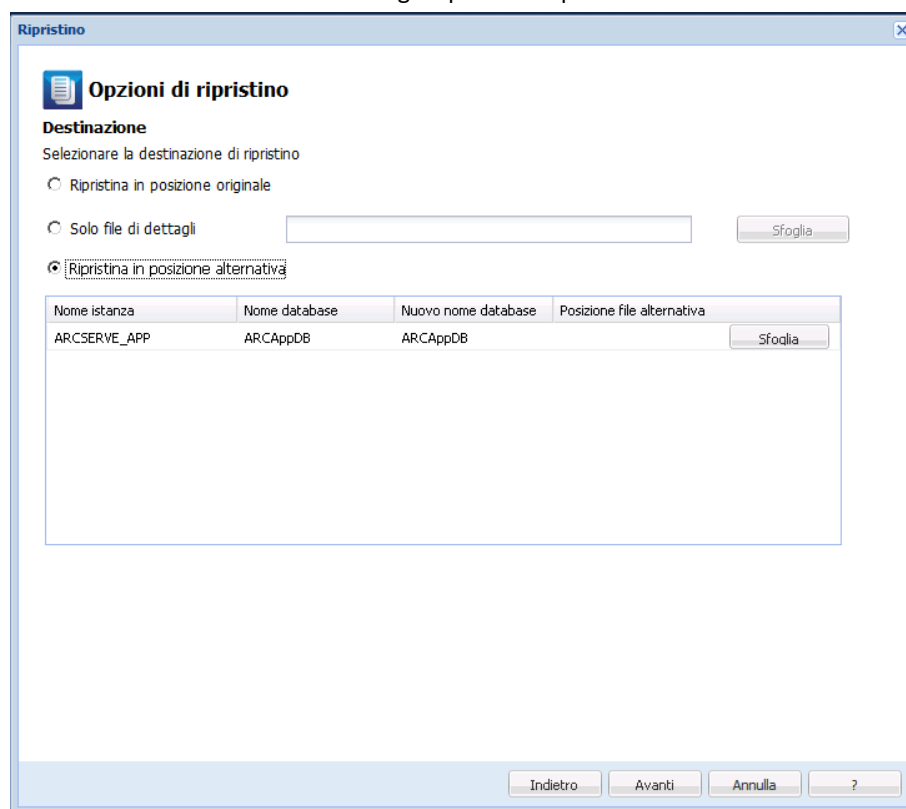 Ripristino
Opzioni di ripristino
Destinazione
Selezionare la destinazione di ripristino
Ripristina in posizione originale
Solo file di dettagli Sfoglia
Ripristina in posizione alternativa
Nome istanza Nome database Nuovo nome database Posizione file alternativa
ARCSERVE_APP ARCAppDB ARCAppDB Sfoglia
Indietro Avanti Annulla ?